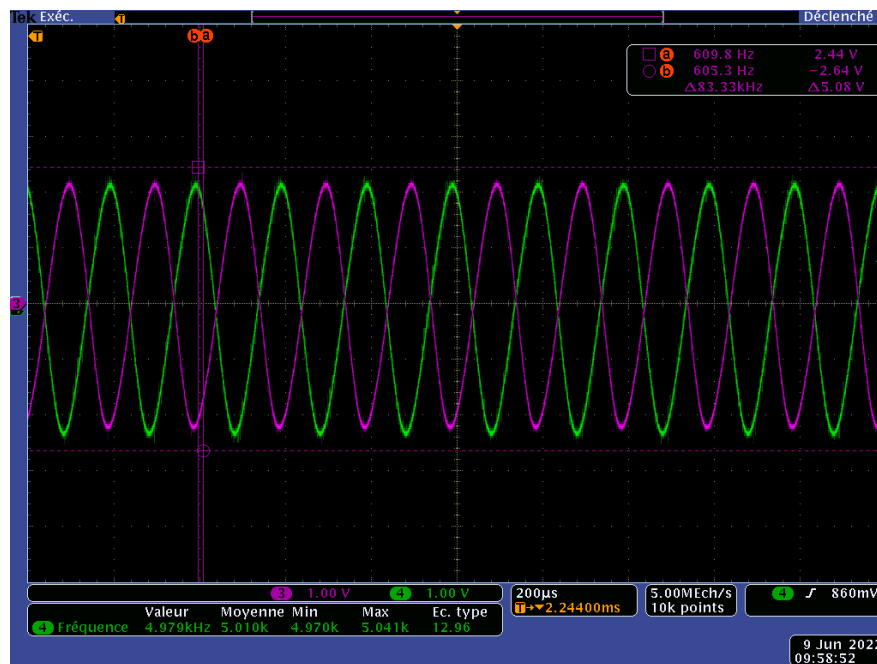 Tek Exéc.
Déclenché
T
T
b a
a 609.8 Hz 2.44 V
b 605.3 Hz −2.64 V
Δ83.33kHz Δ5.08 V
3
3 1.00 V 4 1.00 V
Valeur Moyenne Min Max Ec. type
4 Fréquence 4.979kHz 5.010k 4.970k 5.041k 12.96
200µs
T→▼2.24400ms
5.00MEch/s
10k points
4 860mV
9 Jun 2022
09:58:52